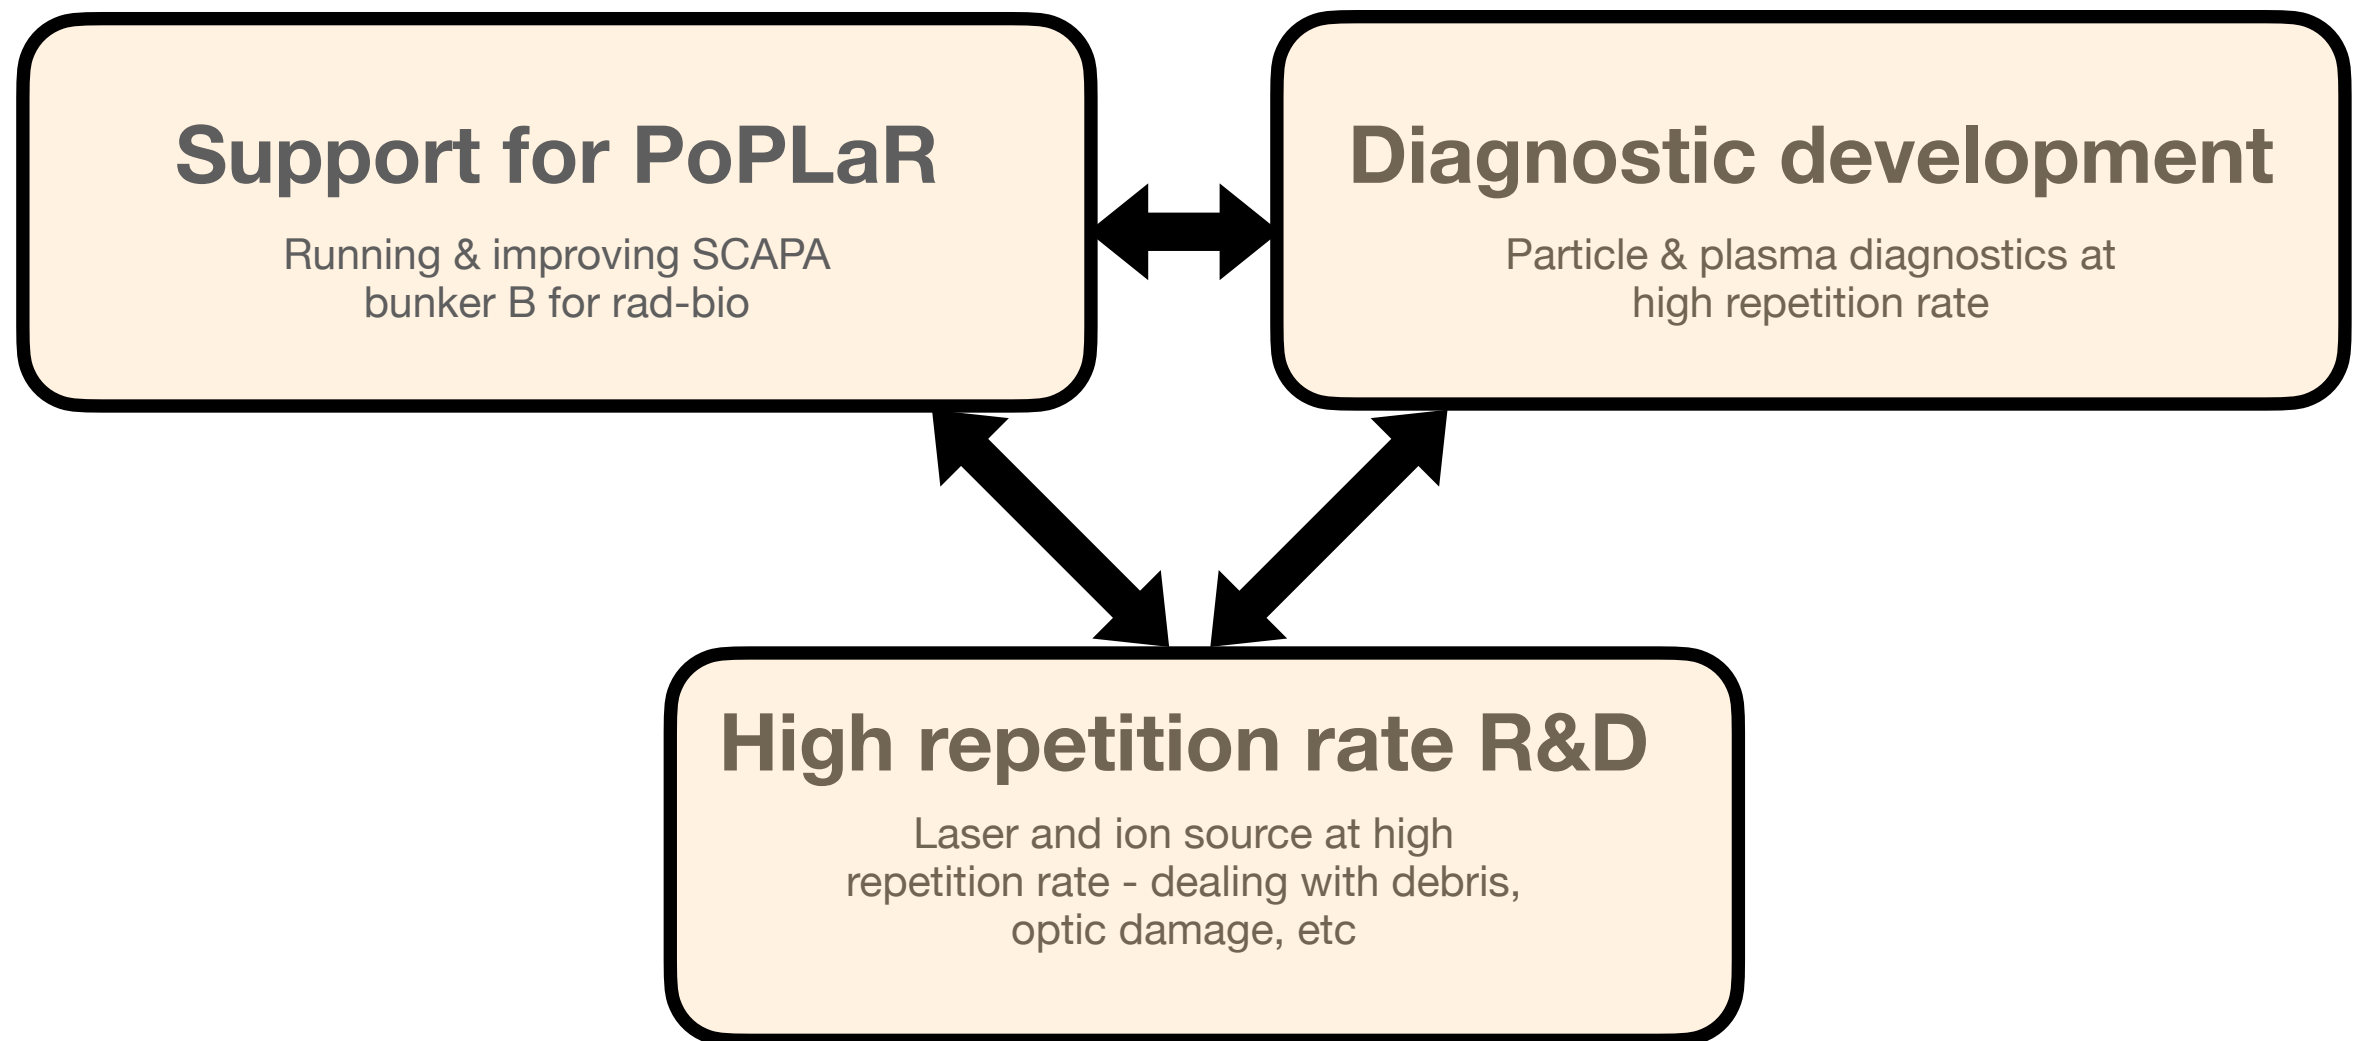 Support for PoPLaR
Running & improving SCAPA
bunker B for rad-bio
Diagnostic development
Particle & plasma diagnostics at
high repetition rate
High repetition rate R&D
Laser and ion source at high
repetition rate - dealing with debris,
optic damage, etc